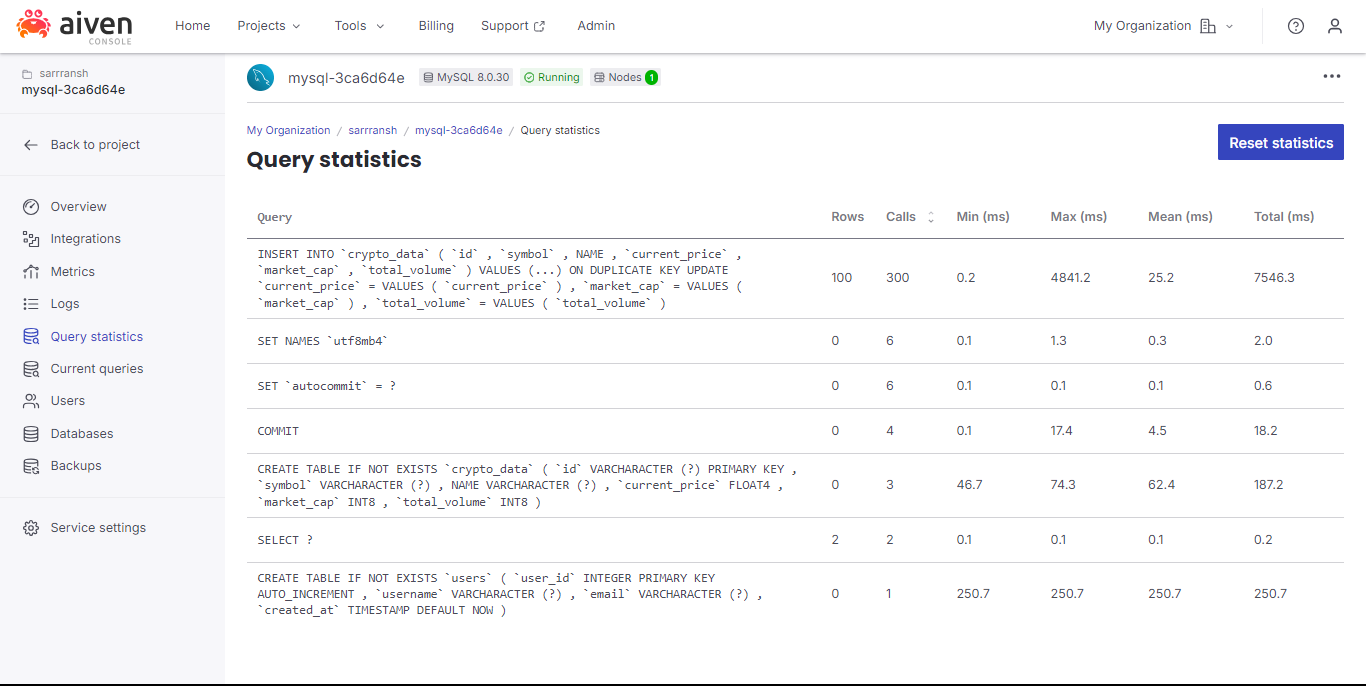 aiven
CONSOLE
Home
Projects
Tools
Billing
Support
Admin
My Organization
sarrransh
mysql-3ca6d64e
Back to project
Overview
Integrations
Metrics
Logs
Query statistics
Current queries
Users
Databases
Backups
Service settings
mysql-3ca6d64e MySQL 8.0.30 Running Nodes 1
My Organization / sarrransh / mysql-3ca6d64e / Query statistics
Query statistics
Reset statistics
Query Rows Calls Min (ms) Max (ms) Mean (ms) Total (ms)
INSERT INTO `crypto_data` ( `id` , `symbol` , NAME , `current_price` ,
`market_cap` , `total_volume` ) VALUES (...) ON DUPLICATE KEY UPDATE
`current_price` = VALUES ( `current_price` ) , `market_cap` = VALUES (
`market_cap` ) , `total_volume` = VALUES ( `total_volume` )
100 300 0.2 4841.2 25.2 7546.3
SET NAMES `utf8mb4` 0 6 0.1 1.3 0.3 2.0
SET `autocommit` = ? 0 6 0.1 0.1 0.1 0.6
COMMIT 0 4 0.1 17.4 4.5 18.2
CREATE TABLE IF NOT EXISTS `crypto_data` ( `id` VARCHARACTER (?) PRIMARY KEY ,
`symbol` VARCHARACTER (?) , NAME VARCHARACTER (?) , `current_price` FLOAT4 ,
`market_cap` INT8 , `total_volume` INT8 )
0 3 46.7 74.3 62.4 187.2
SELECT ? 2 2 0.1 0.1 0.1 0.2
CREATE TABLE IF NOT EXISTS `users` ( `user_id` INTEGER PRIMARY KEY
AUTO_INCREMENT , `username` VARCHARACTER (?) , `email` VARCHARACTER (?) ,
`created_at` TIMESTAMP DEFAULT NOW )
0 1 250.7 250.7 250.7 250.7